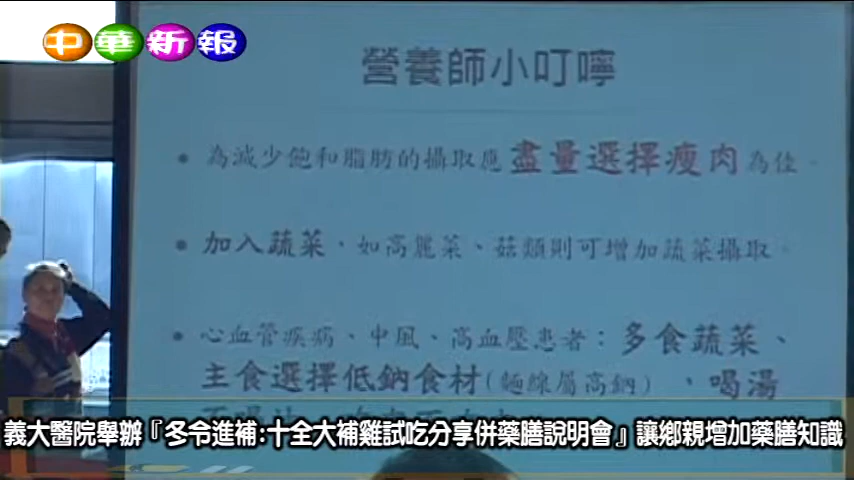 中華新報
營養師小叮嚀
• 為減少飽和脂肪的攝取應盡量選擇瘦肉為佳。
• 加入蔬菜，如高麗菜、菇類則可增加蔬菜攝取。
• 心血管疾病、中風、高血壓患者：多食蔬菜、
主食選擇低鈉食材(麵線屬高鈉)，喝湯
義大醫院舉辦『冬令進補:十全大補雞試吃分享併藥膳說明會』讓鄉親增加藥膳知識